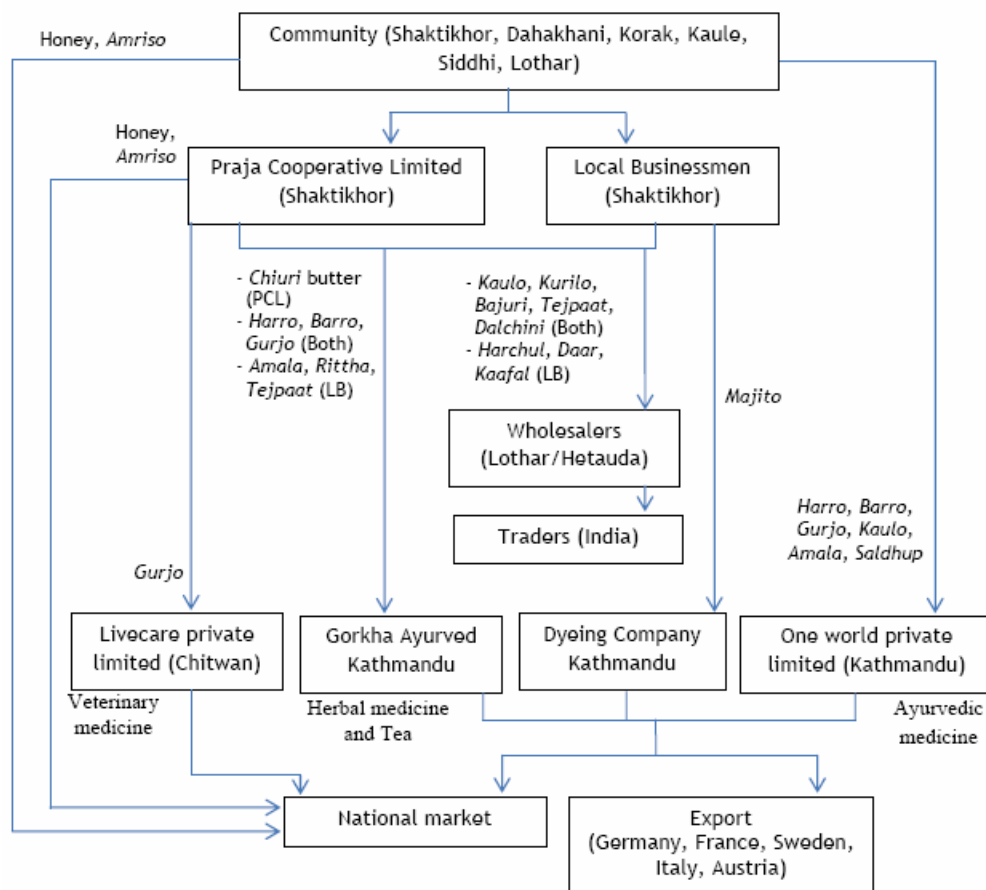 Honey, Amriso
Community (Shaktikhor, Dahakhani, Korak, Kaule,
Siddhi, Lothar)
Honey,
Amriso
Praja Cooperative Limited
(Shaktikhor)
Local Businessmen
(Shaktikhor)
- Chiuri butter
(PCL)
- Harro, Barro,
Gurjo (Both)
- Amala, Rittha,
Tejpaat (LB)
- Kaulo, Kurilo,
Bajuri, Tejpaat,
Dalchini (Both)
- Harchul, Daar,
Kaafal (LB)
Majito
Wholesalers
(Lothar/Hetauda)
Traders (India)
Harro, Barro,
Gurjo, Kaulo,
Amala, Saldhup
Gurjo
Livecare private
limited (Chitwan)
Gorkha Ayurved
Kathmandu
Dyeing Company
Kathmandu
One world private
limited (Kathmandu)
Veterinary
medicine
Herbal medicine
and Tea
Ayurvedic
medicine
National market
Export
(Germany, France, Sweden,
Italy, Austria)